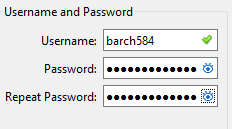 Username and Password
Username: barch584
Password: ●●●●●●●●●●●●●
Repeat Password: ●●●●●●●●●●●●●